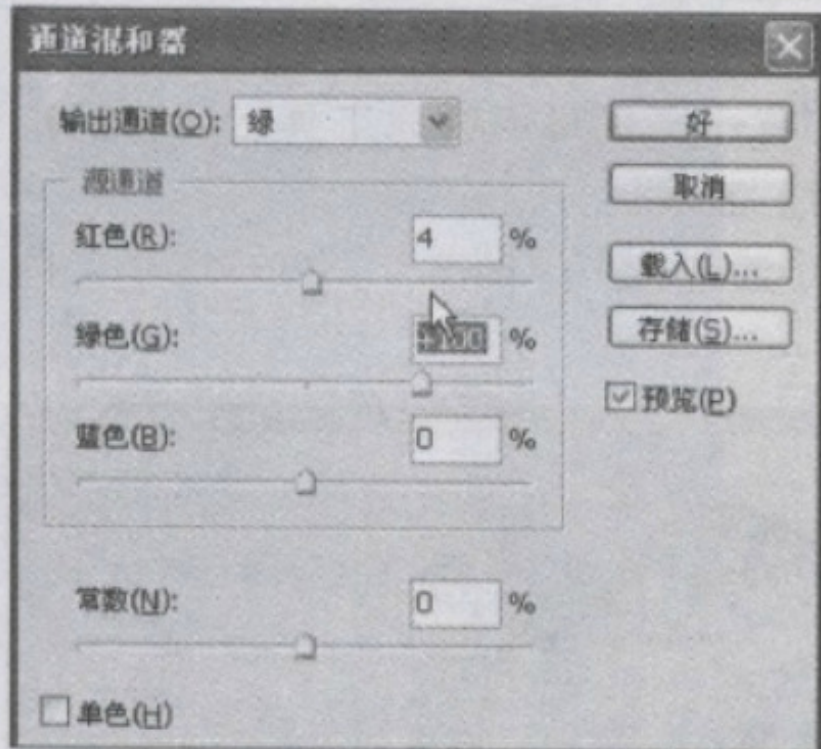 通道混和器
输出通道(O): 绿
好
源通道
取消
红色(R): 4 %
载入(L)...
绿色(G): +100 %
存储(S)...
预览(P)
蓝色(B): 0 %
常数(N): 0 %
单色(H)